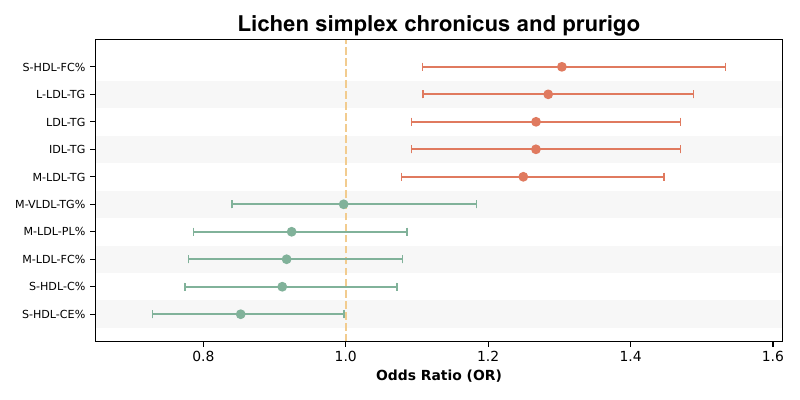 Lichen simplex chronicus and prurigo
S-HDL-FC%
L-LDL-TG
LDL-TG
IDL-TG
M-LDL-TG
M-VLDL-TG%
M-LDL-PL%
M-LDL-FC%
S-HDL-C%
S-HDL-CE%
0.8 1.0 1.2 1.4 1.6
Odds Ratio (OR)